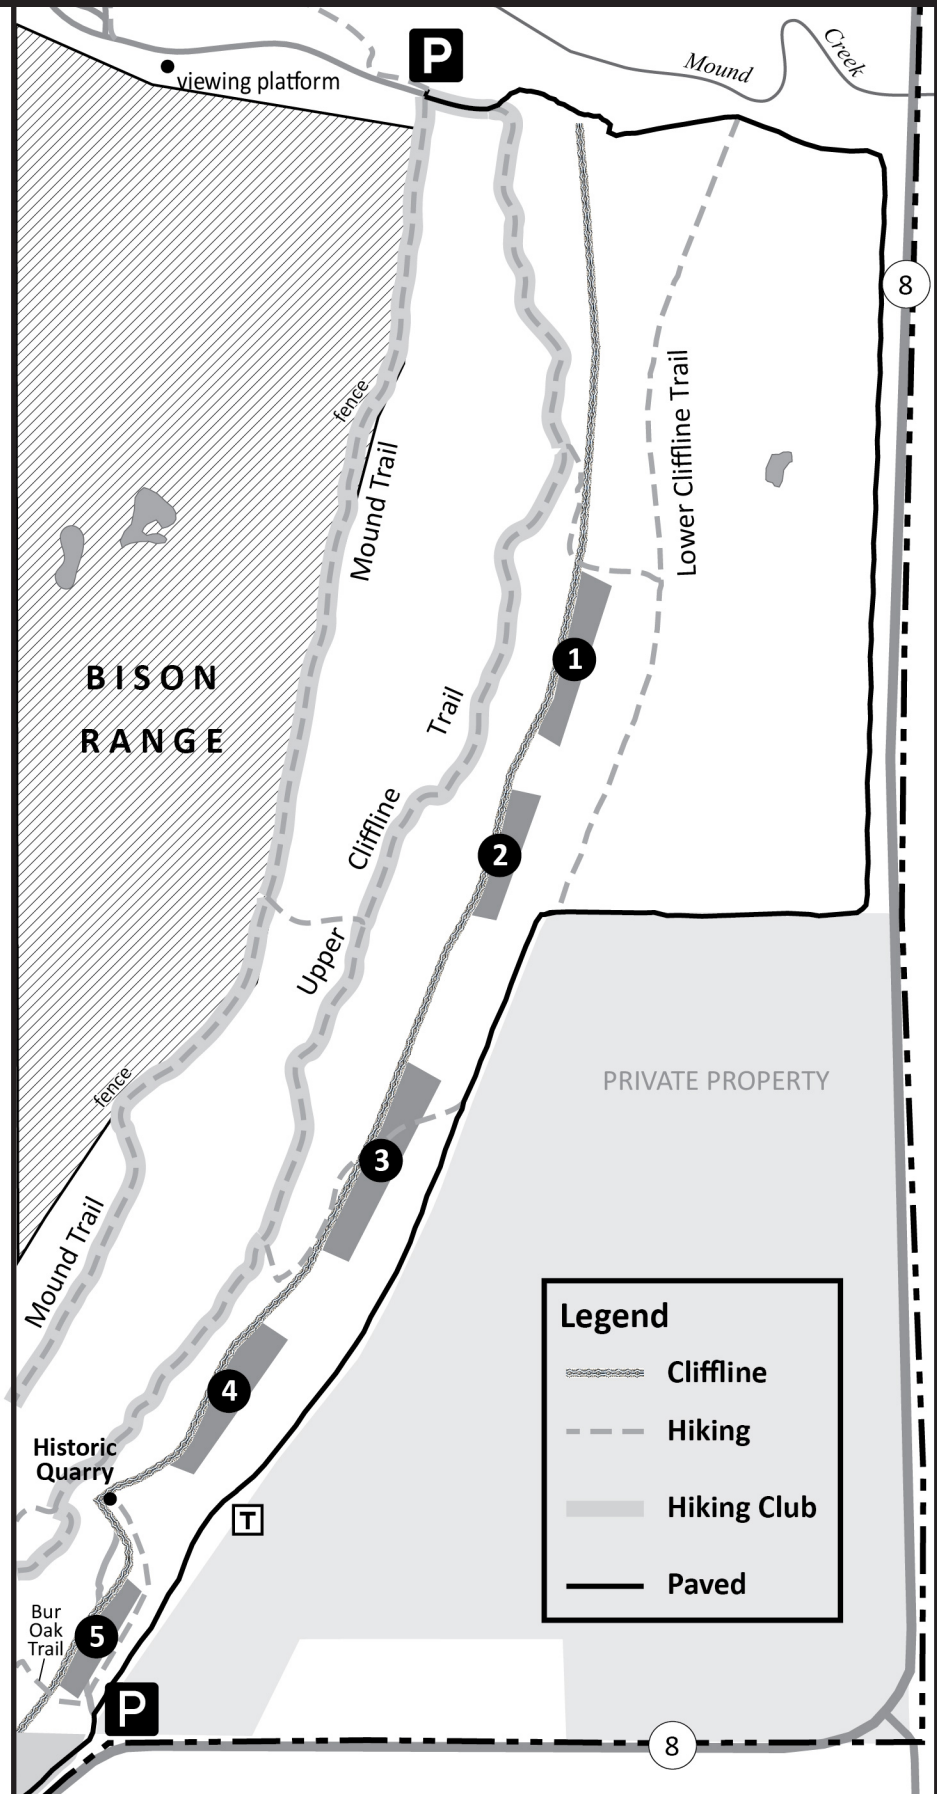 P
Mound
Creek
viewing platform
8
fence
Mound Trail
Lower Cliffline Trail
BISON
RANGE
1
Trail
Cliffline
2
Upper
PRIVATE PROPERTY
fence
3
Mound Trail
Legend
Cliffline
Hiking
Hiking Club
Paved
4
Historic
Quarry
T
Bur
Oak
Trail
5
P
8